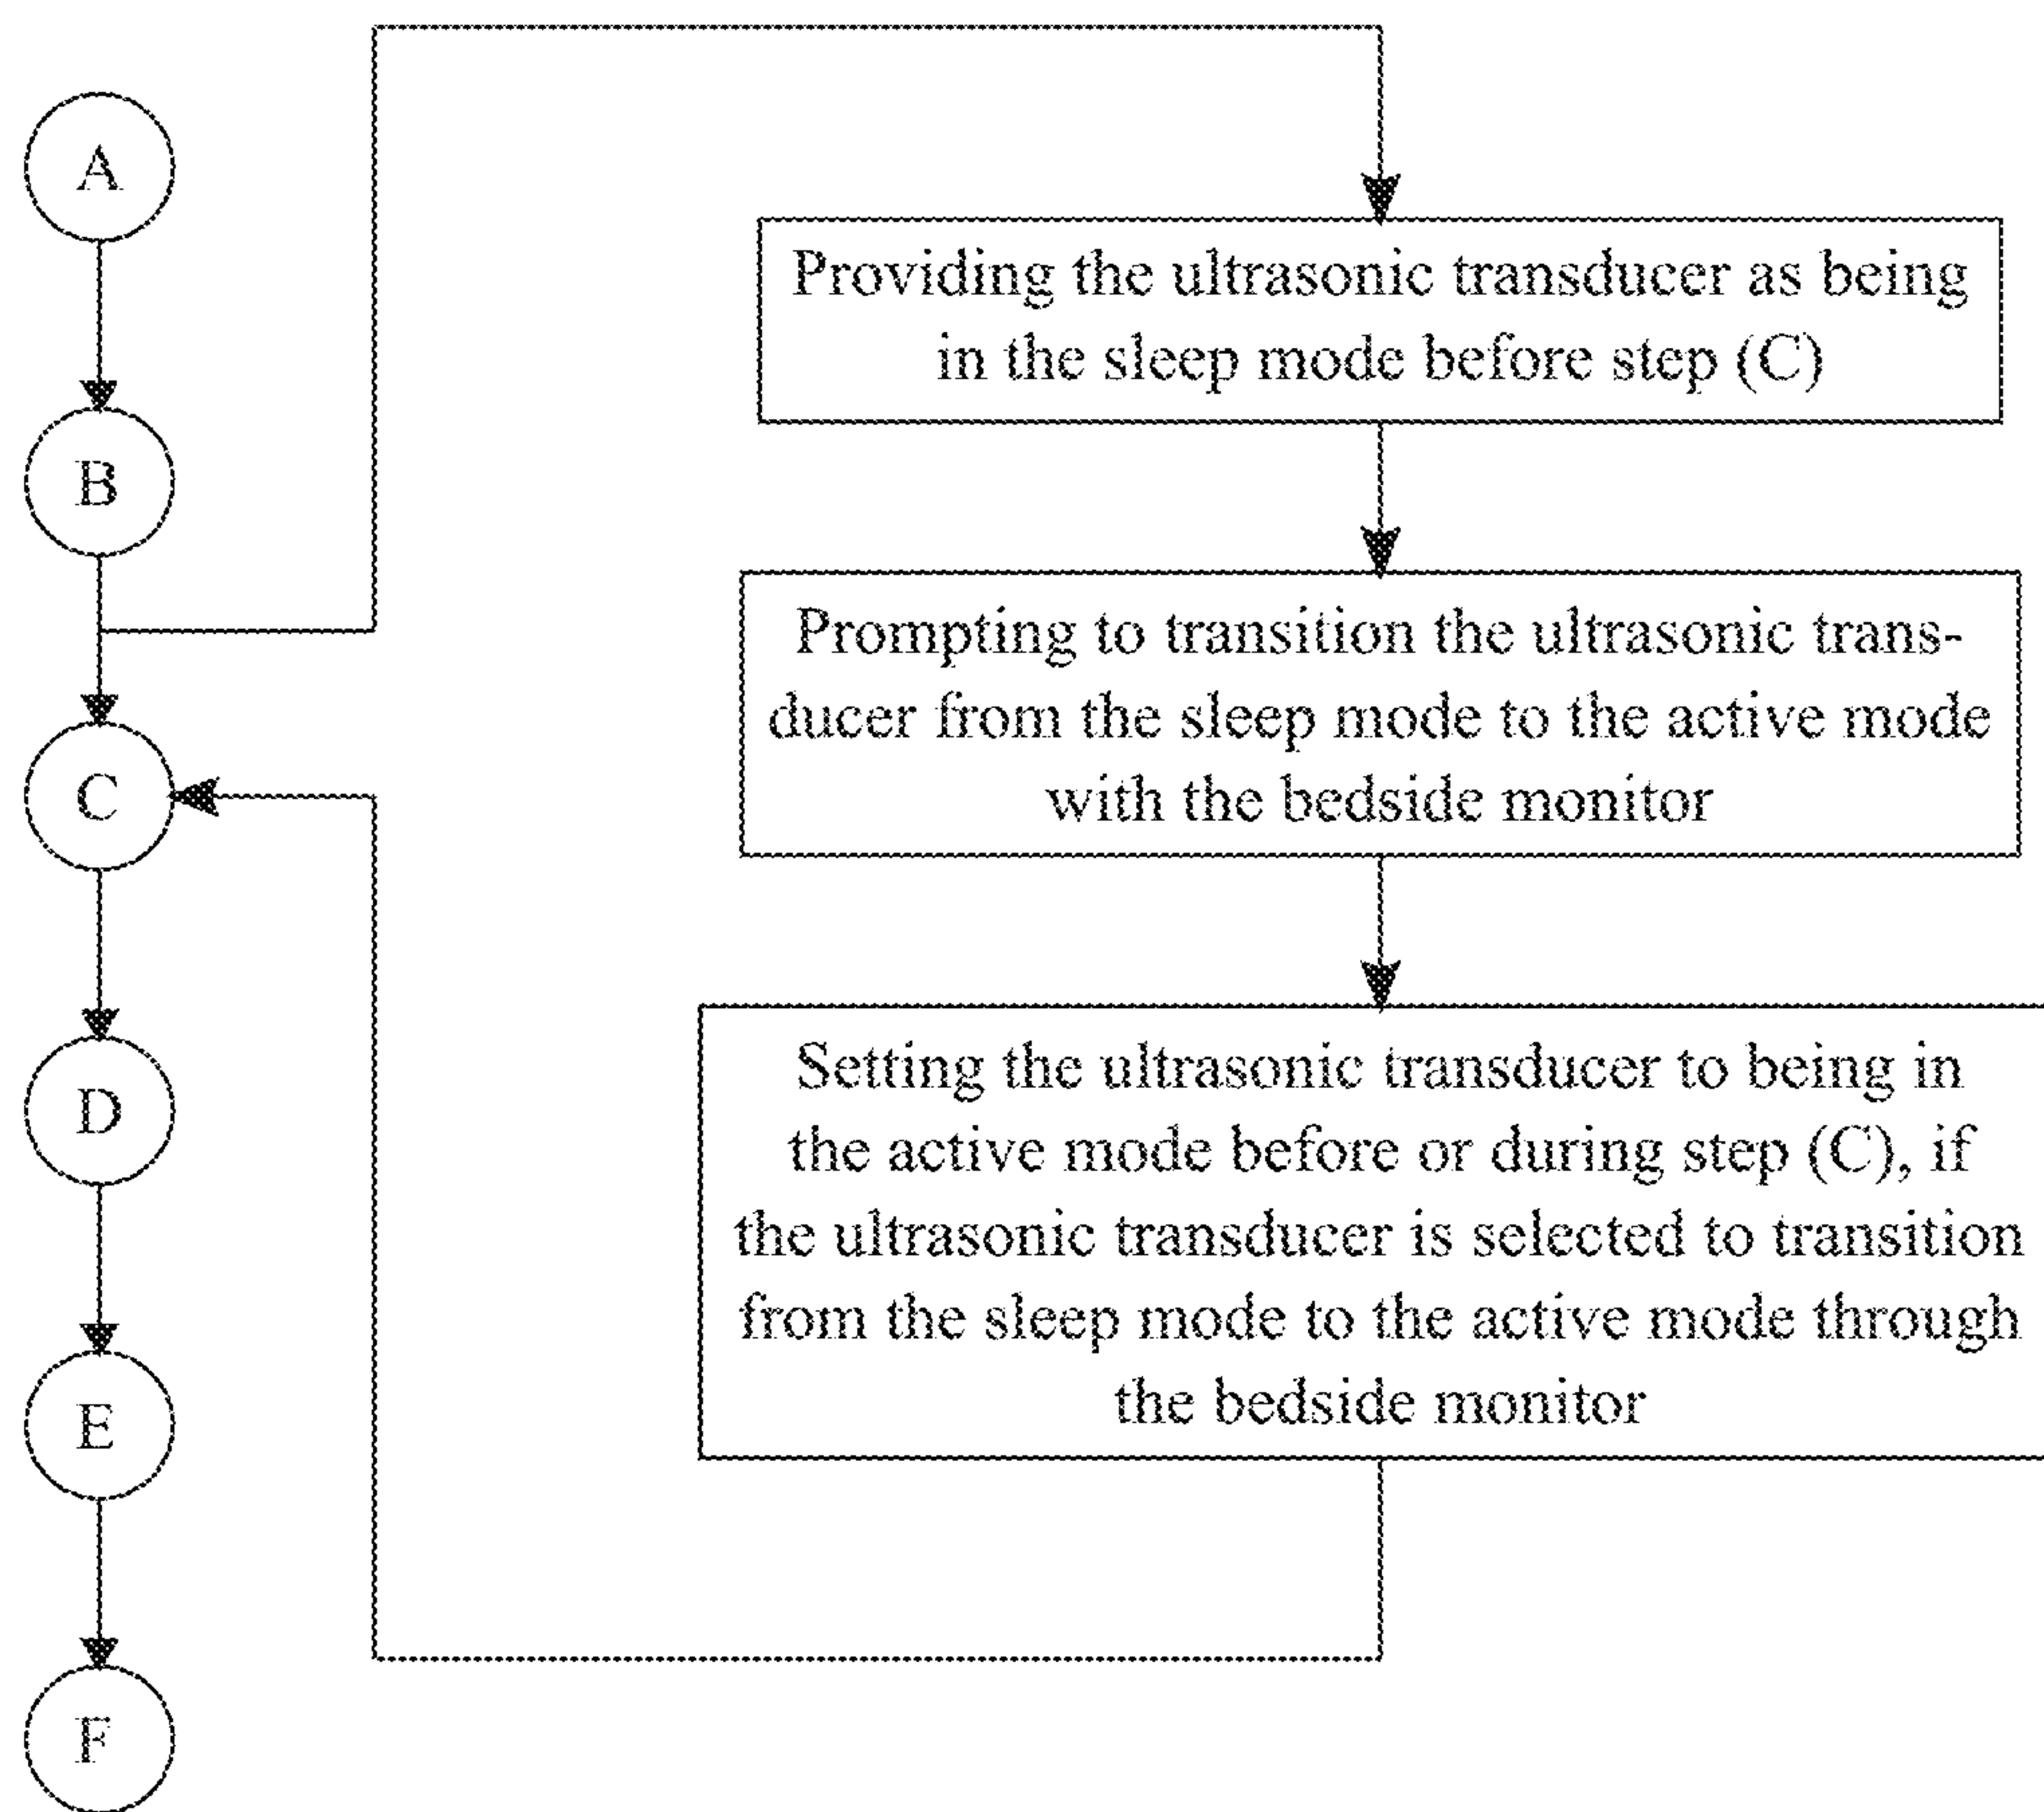 A
B
C
D
E
F
Providing the ultrasonic transducer as being
in the sleep mode before step (C)
Prompting to transition the ultrasonic trans-
ducer from the sleep mode to the active mode
with the bedside monitor
Setting the ultrasonic transducer to being in
the active mode before or during step (C), if
the ultrasonic transducer is selected to transition
from the sleep mode to the active mode through
the bedside monitor